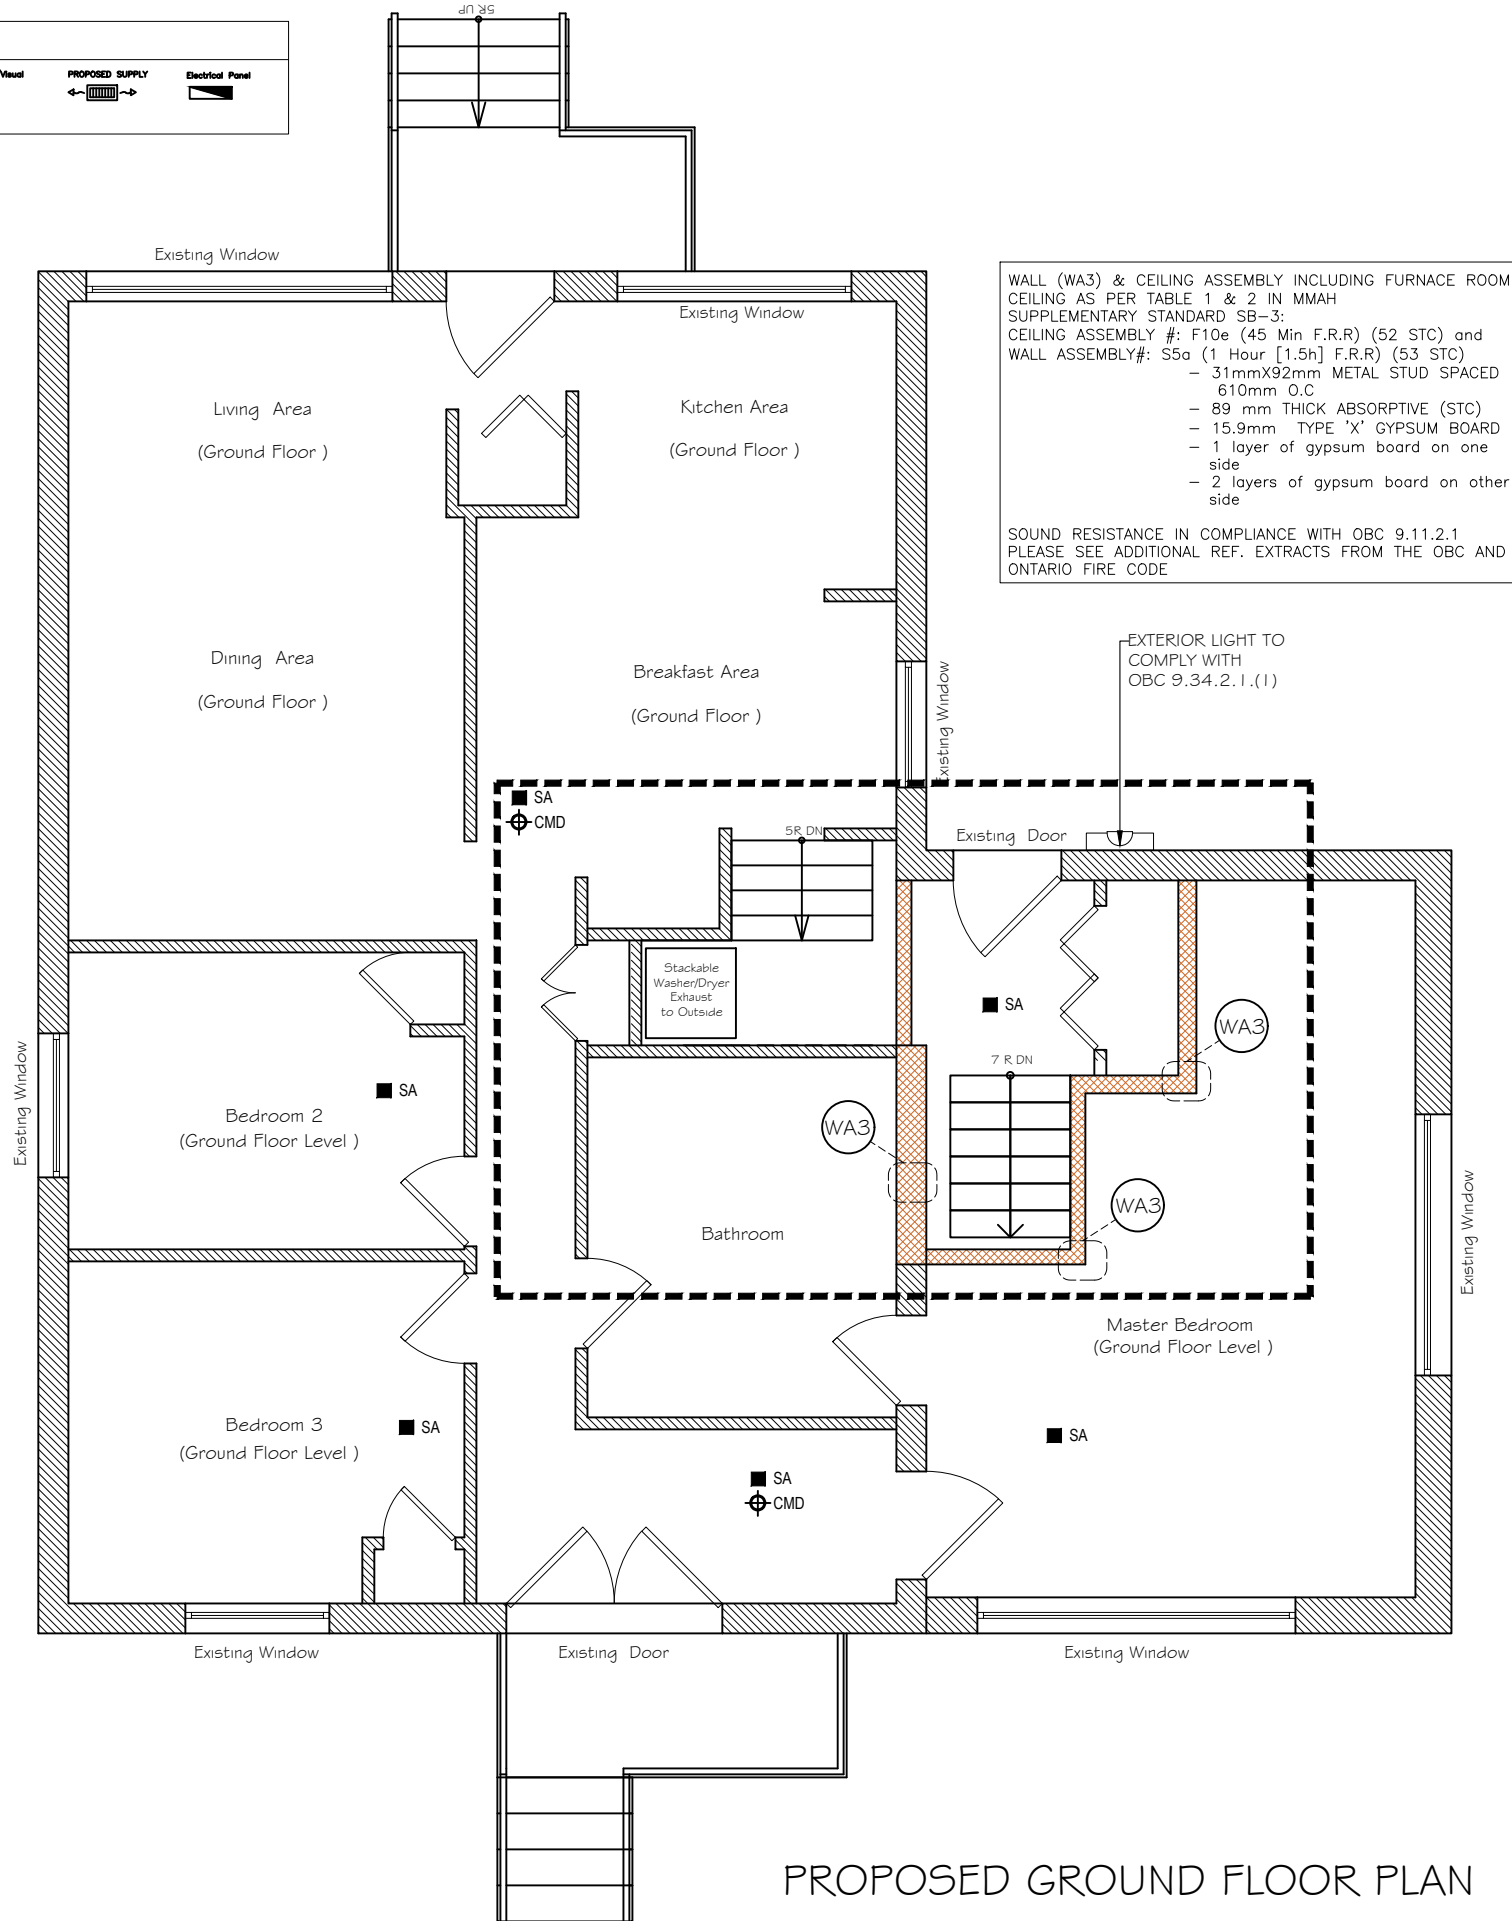 5R UP
Visual
PROPOSED SUPPLY
Electrical Panel
Existing Window
Existing Window
WALL (WA3) & CEILING ASSEMBLY INCLUDING FURNACE ROOM
CEILING AS PER TABLE 1 & 2 IN MMAH
SUPPLEMENTARY STANDARD SB-3:
CEILING ASSEMBLY #: F10e (45 Min F.R.R) (52 STC) and
WALL ASSEMBLY#: S5a (1 Hour [1.5h] F.R.R) (53 STC)
- 31mmX92mm METAL STUD SPACED
610mm O.C
- 89 mm THICK ABSORPTIVE (STC)
- 15.9mm TYPE 'X' GYPSUM BOARD
- 1 layer of gypsum board on one
side
- 2 layers of gypsum board on other
side
SOUND RESISTANCE IN COMPLIANCE WITH OBC 9.11.2.1
PLEASE SEE ADDITIONAL REF. EXTRACTS FROM THE OBC AND
ONTARIO FIRE CODE
Living Area
(Ground Floor )
Kitchen Area
(Ground Floor )
Dining Area
(Ground Floor )
Breakfast Area
(Ground Floor )
Existing Window
EXTERIOR LIGHT TO
COMPLY WITH
OBC 9.34.2.1.(1)
SA
CMD
5R DN
Existing Door
Stackable
Washer/Dryer
Exhaust
to Outside
SA
WA3
7 R DN
Existing Window
SA
Bedroom 2
(Ground Floor Level )
WA3
WA3
Bathroom
Existing Window
Master Bedroom
(Ground Floor Level )
Bedroom 3
(Ground Floor Level )
SA
SA
SA
CMD
Existing Window
Existing Door
Existing Window
PROPOSED GROUND FLOOR PLAN